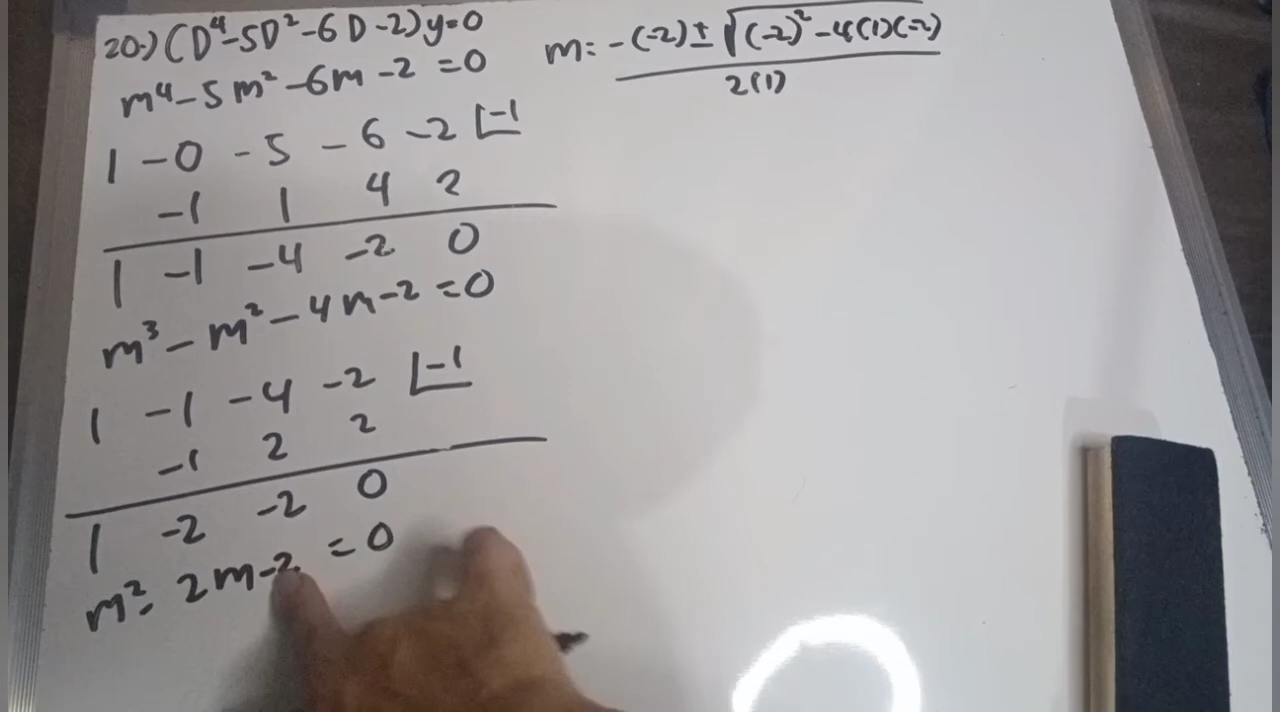 20.) (D⁴-5D²-6D-2)y=0
m⁴-5m²-6m-2=0
1 -0 -5 -6 -2 |-1
-1 1 4 2
1 -1 -4 -2 0
m³-m²-4m-2=0
1 -1 -4 -2 |-1
-1 2 2
1 -2 -2 0
m²-2m-2=0
m=-(-2)±√(-2)²-4(1)(-2)
2(1)